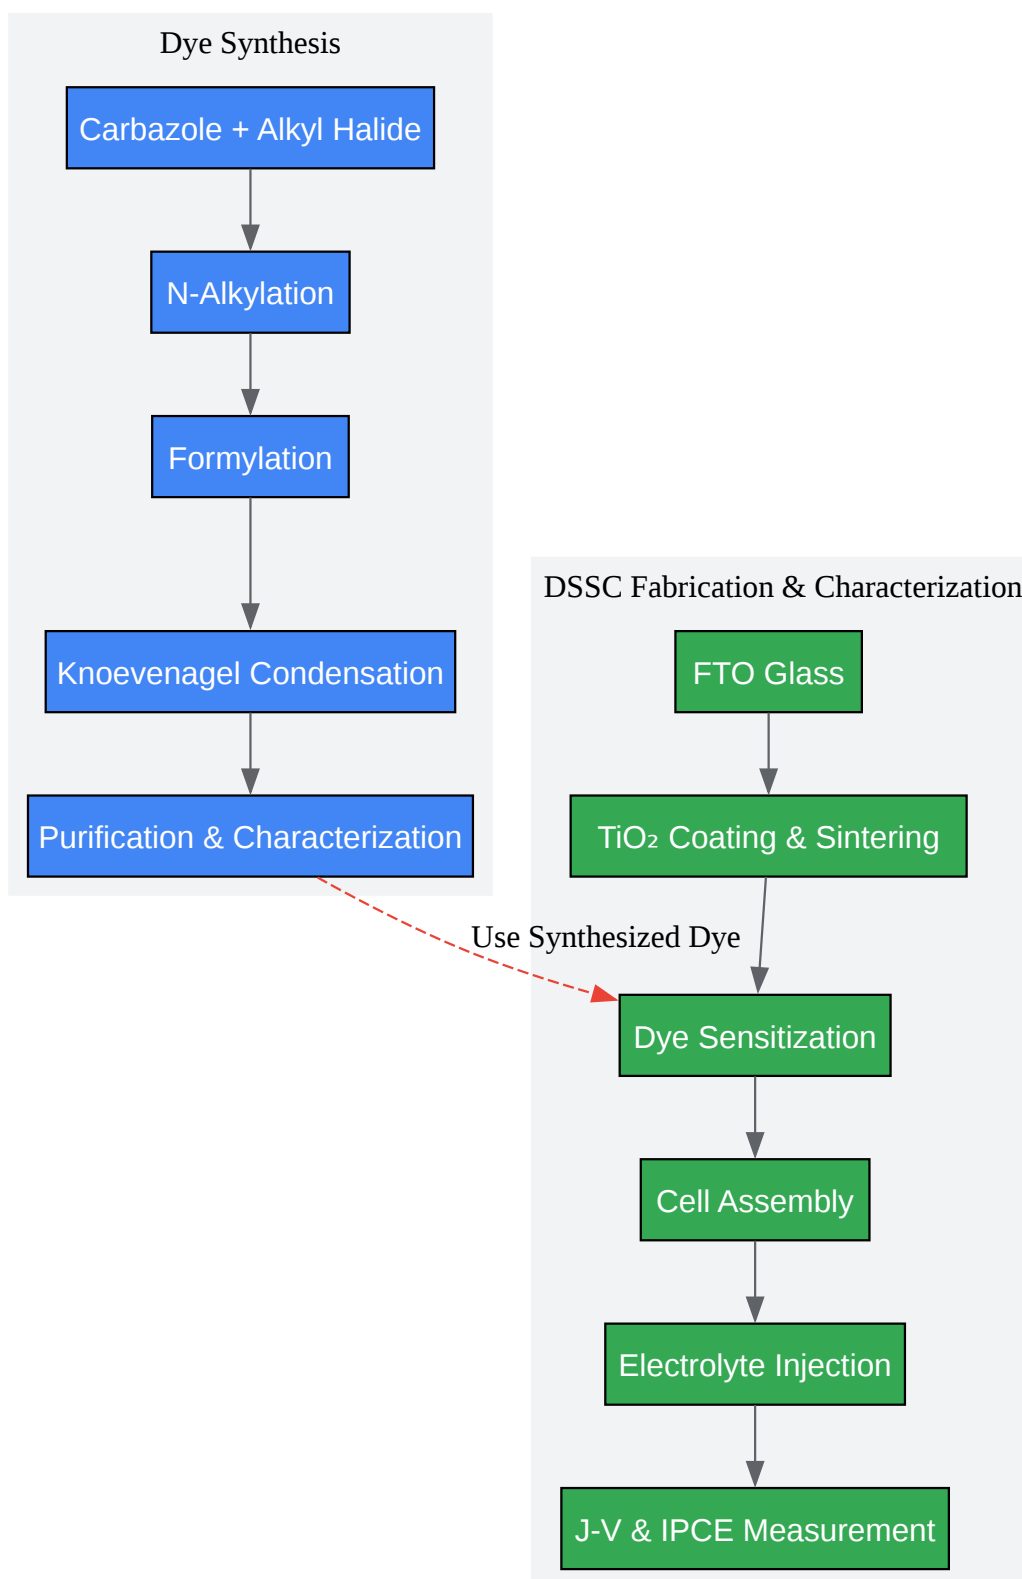 Dye Synthesis
Carbazole + Alkyl Halide
N-Alkylation
Formylation
Knoevenagel Condensation
Purification & Characterization
Use Synthesized Dye
DSSC Fabrication & Characterization
FTO Glass
TiO₂ Coating & Sintering
Dye Sensitization
Cell Assembly
Electrolyte Injection
J-V & IPCE Measurement